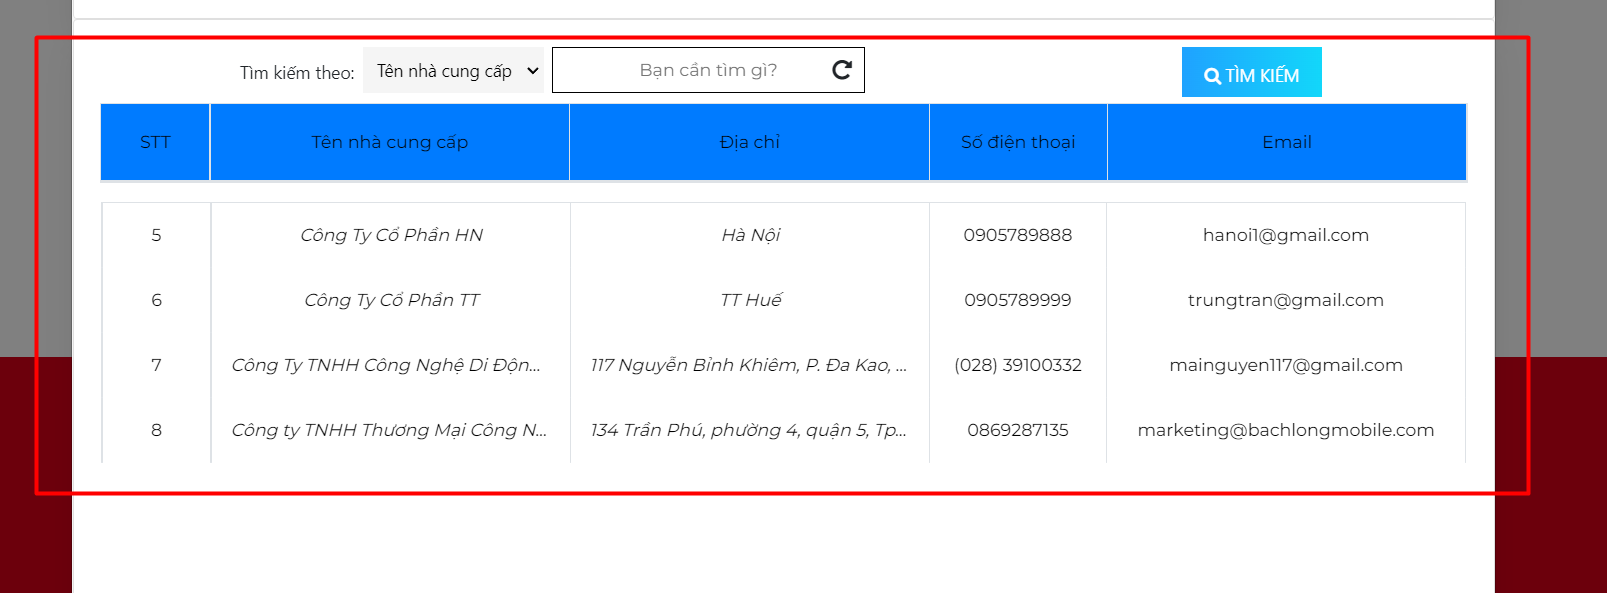 Tìm kiếm theo: Tên nhà cung cấp Bạn cần tìm gì? TÌM KIẾM
STT Tên nhà cung cấp Địa chỉ Số điện thoại Email
5 Công Ty Cổ Phần HN Hà Nội 0905789888 hanoi1@gmail.com
6 Công Ty Cổ Phần TT TT Huế 0905789999 trungtran@gmail.com
7 Công Ty TNHH Công Nghệ Di Độn... 117 Nguyễn Bỉnh Khiêm, P. Đa Kao, ... (028) 39100332 mainguyen117@gmail.com
8 Công ty TNHH Thương Mại Công N... 134 Trần Phú, phường 4, quận 5, Tp... 0869287135 marketing@bachlongmobile.com